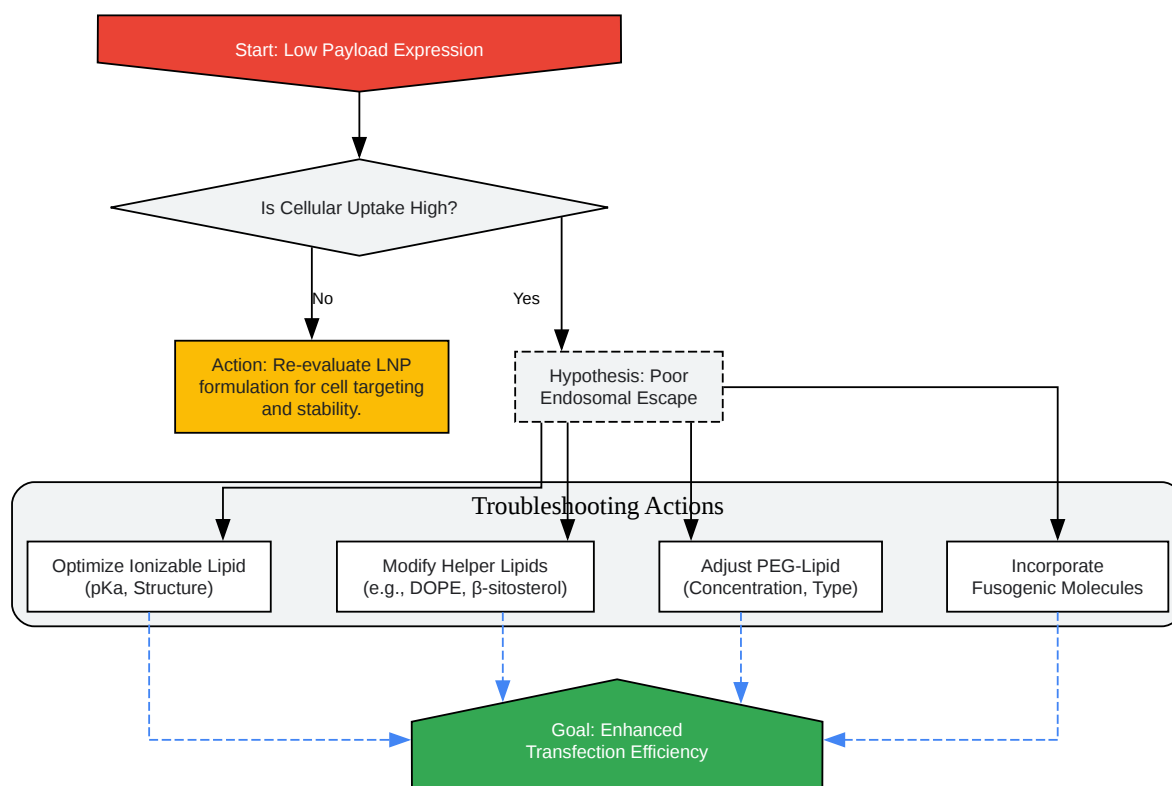 Start: Low Payload Expression
Is Cellular Uptake High?
No
Yes
Action: Re-evaluate LNP
formulation for cell targeting
and stability.
Hypothesis: Poor
Endosomal Escape
Troubleshooting Actions
Optimize Ionizable Lipid
(pKa, Structure)
Modify Helper Lipids
(e.g., DOPE, β-sitosterol)
Adjust PEG-Lipid
(Concentration, Type)
Incorporate
Fusogenic Molecules
Goal: Enhanced
Transfection Efficiency